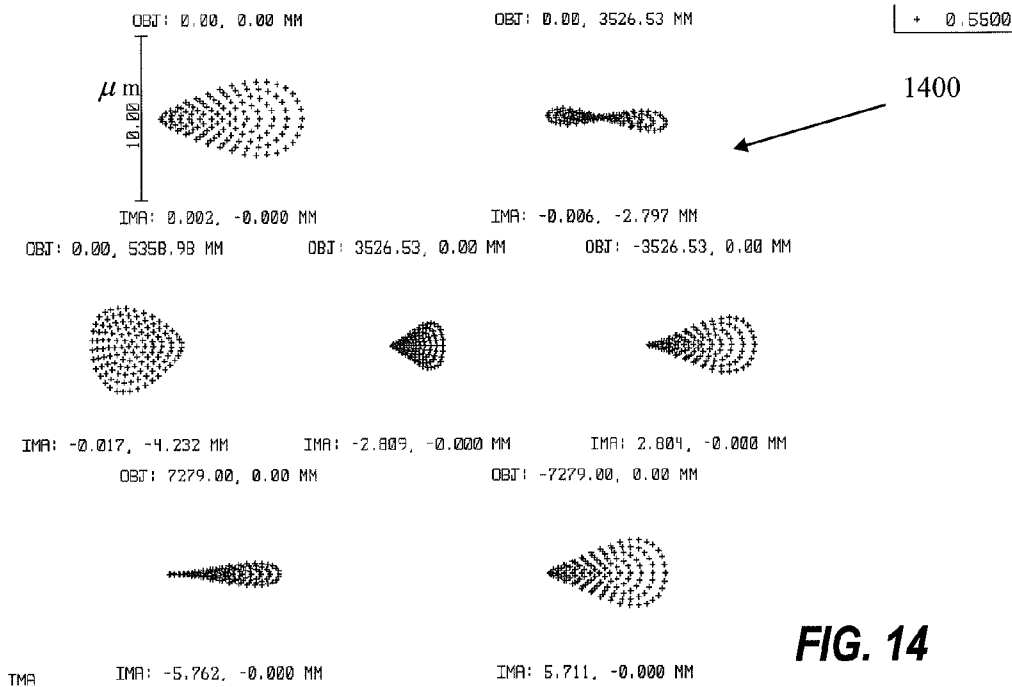 OBJ: 0.00, 0.00 MM
OBJ: 0.00, 3526.53 MM
+ 0.5500
µm
10.00
1400
IMA: 0.002, -0.000 MM
IMA: -0.006, -2.797 MM
OBJ: 0.00, 5358.98 MM
OBJ: 3526.53, 0.00 MM
OBJ: -3526.53, 0.00 MM
IMA: -0.017, -4.232 MM
IMA: -2.809, -0.000 MM
IMA: 2.804, -0.000 MM
OBJ: 7279.00, 0.00 MM
OBJ: -7279.00, 0.00 MM
FIG. 14
TMA
IMA: -5.762, -0.000 MM
IMA: 5.711, -0.000 MM